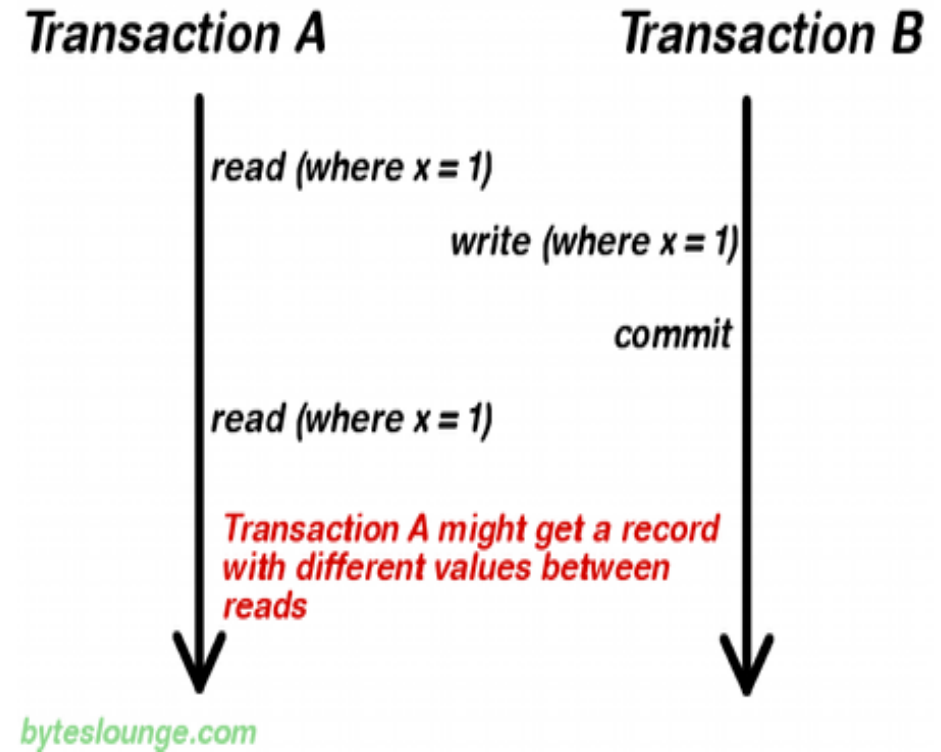 Transaction A
Transaction B
read (where x = 1)
write (where x = 1)
commit
read (where x = 1)
Transaction A might get a record
with different values between
reads
byteslounge.com